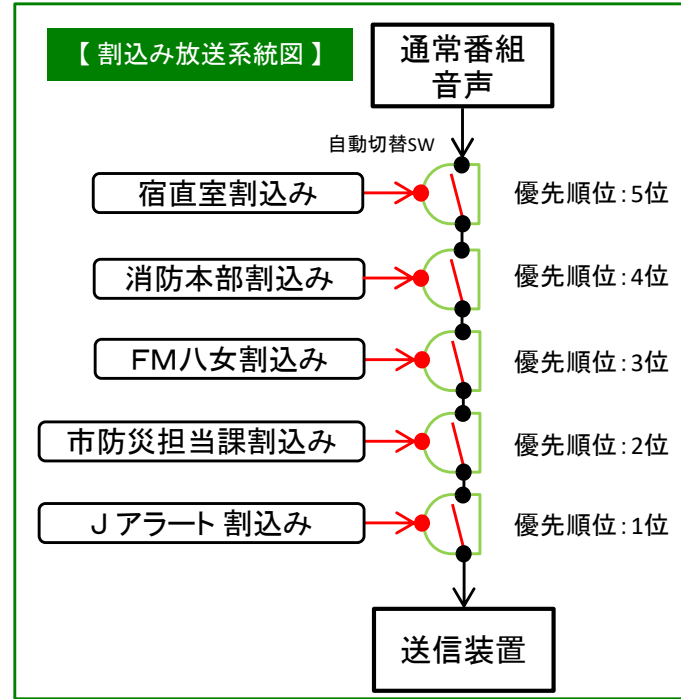 【 割込み放送系統図 】
通常番組
音声
自動切替SW
宿直室割込み
優先順位:5位
消防本部割込み
優先順位:4位
FM八女割込み
優先順位:3位
市防災担当課割込み
優先順位:2位
Jアラート 割込み
優先順位:1位
送信装置